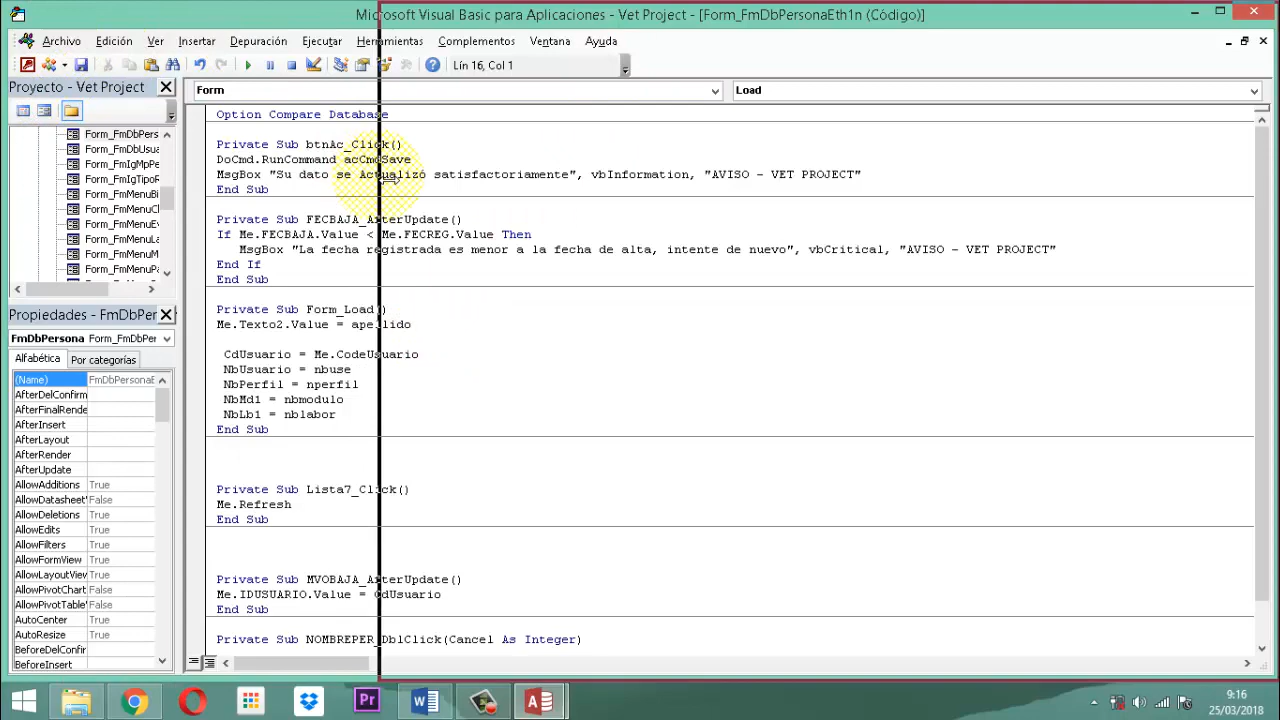 Microsoft Visual Basic para Aplicaciones - Vet Project - [Form_FmDbPersonaEth1n (Código)]
Archivo Edición Ver Insertar Depuración Ejecutar Herramientas Complementos Ventana Ayuda
Lín 16, Col 1
Proyecto - Vet Project
Form Load
Form_FmDbPers
Form_FmDbUsua
Form_FmIgMpPe
Form_FmIgTipoR
Form_FmMenuBi
Form_FmMenuCl
Form_FmMenuEv
Form_FmMenuLa
Form_FmMenuM
Form_FmMenuPa
Propiedades - FmDbPer
FmDbPersona Form_FmDbPer
Alfabética Por categorías
(Name) FmDbPersonaE
AfterDelConfirm
AfterFinalRende
AfterInsert
AfterLayout
AfterRender
AfterUpdate
AllowAdditions True
AllowDatasheet False
AllowDeletions True
AllowEdits True
AllowFilters True
AllowFormView True
AllowLayoutView True
AllowPivotChart False
AllowPivotTable False
AutoCenter True
AutoResize True
BeforeDelConfir
BeforeInsert
Option Compare Database
Private Sub btnAc_Click()
DoCmd.RunCommand acCmdSave
MsgBox "Su dato se Actualizó satisfactoriamente", vbInformation, "AVISO - VET PROJECT"
End Sub
Private Sub FECBAJA_AfterUpdate()
If Me.FECBAJA.Value < Me.FECREG.Value Then
MsgBox "La fecha registrada es menor a la fecha de alta, intente de nuevo", vbCritical, "AVISO - VET PROJECT"
End If
End Sub
Private Sub Form_Load()
Me.Texto2.Value = apellido
CdUsuario = Me.CodeUsuario
NbUsuario = nbuse
NbPerfil = nperfil
NbMd1 = nbmodulo
NbLb1 = nblabor
End Sub
Private Sub Lista7_Click()
Me.Refresh
End Sub
Private Sub MVOBAJA_AfterUpdate()
Me.IDUSUARIO.Value = CdUsuario
End Sub
Private Sub NOMBREPER_DblClick(Cancel As Integer)
Pr
9:16
25/03/2018